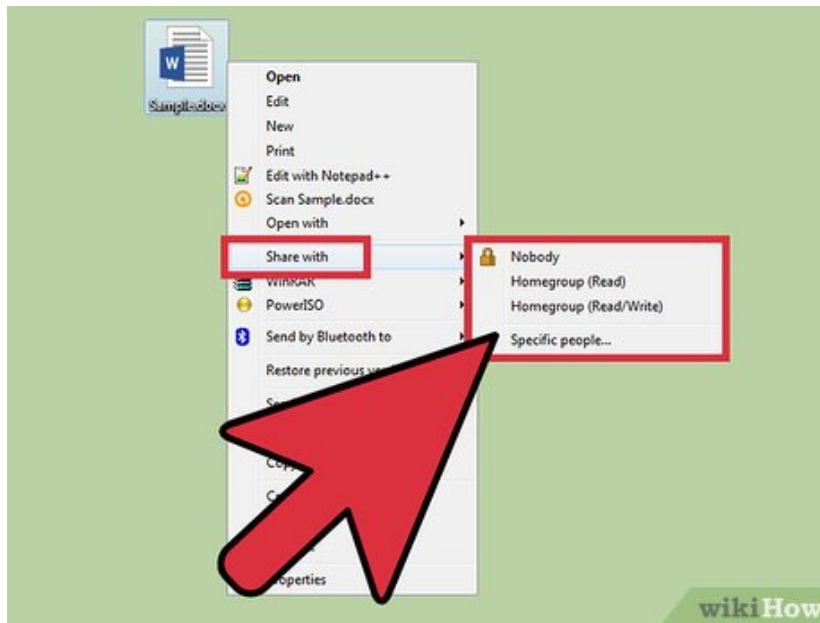 W
Sample.docx
Open
Edit
New
Print
Edit with Notepad++
Scan Sample.docx
Open with
Share with
Nobody
WinRAR
Homegroup (Read)
PowerISO
Homegroup (Read/Write)
Send by Bluetooth to
Specific people...
Restore previous
Properties
wikiHow